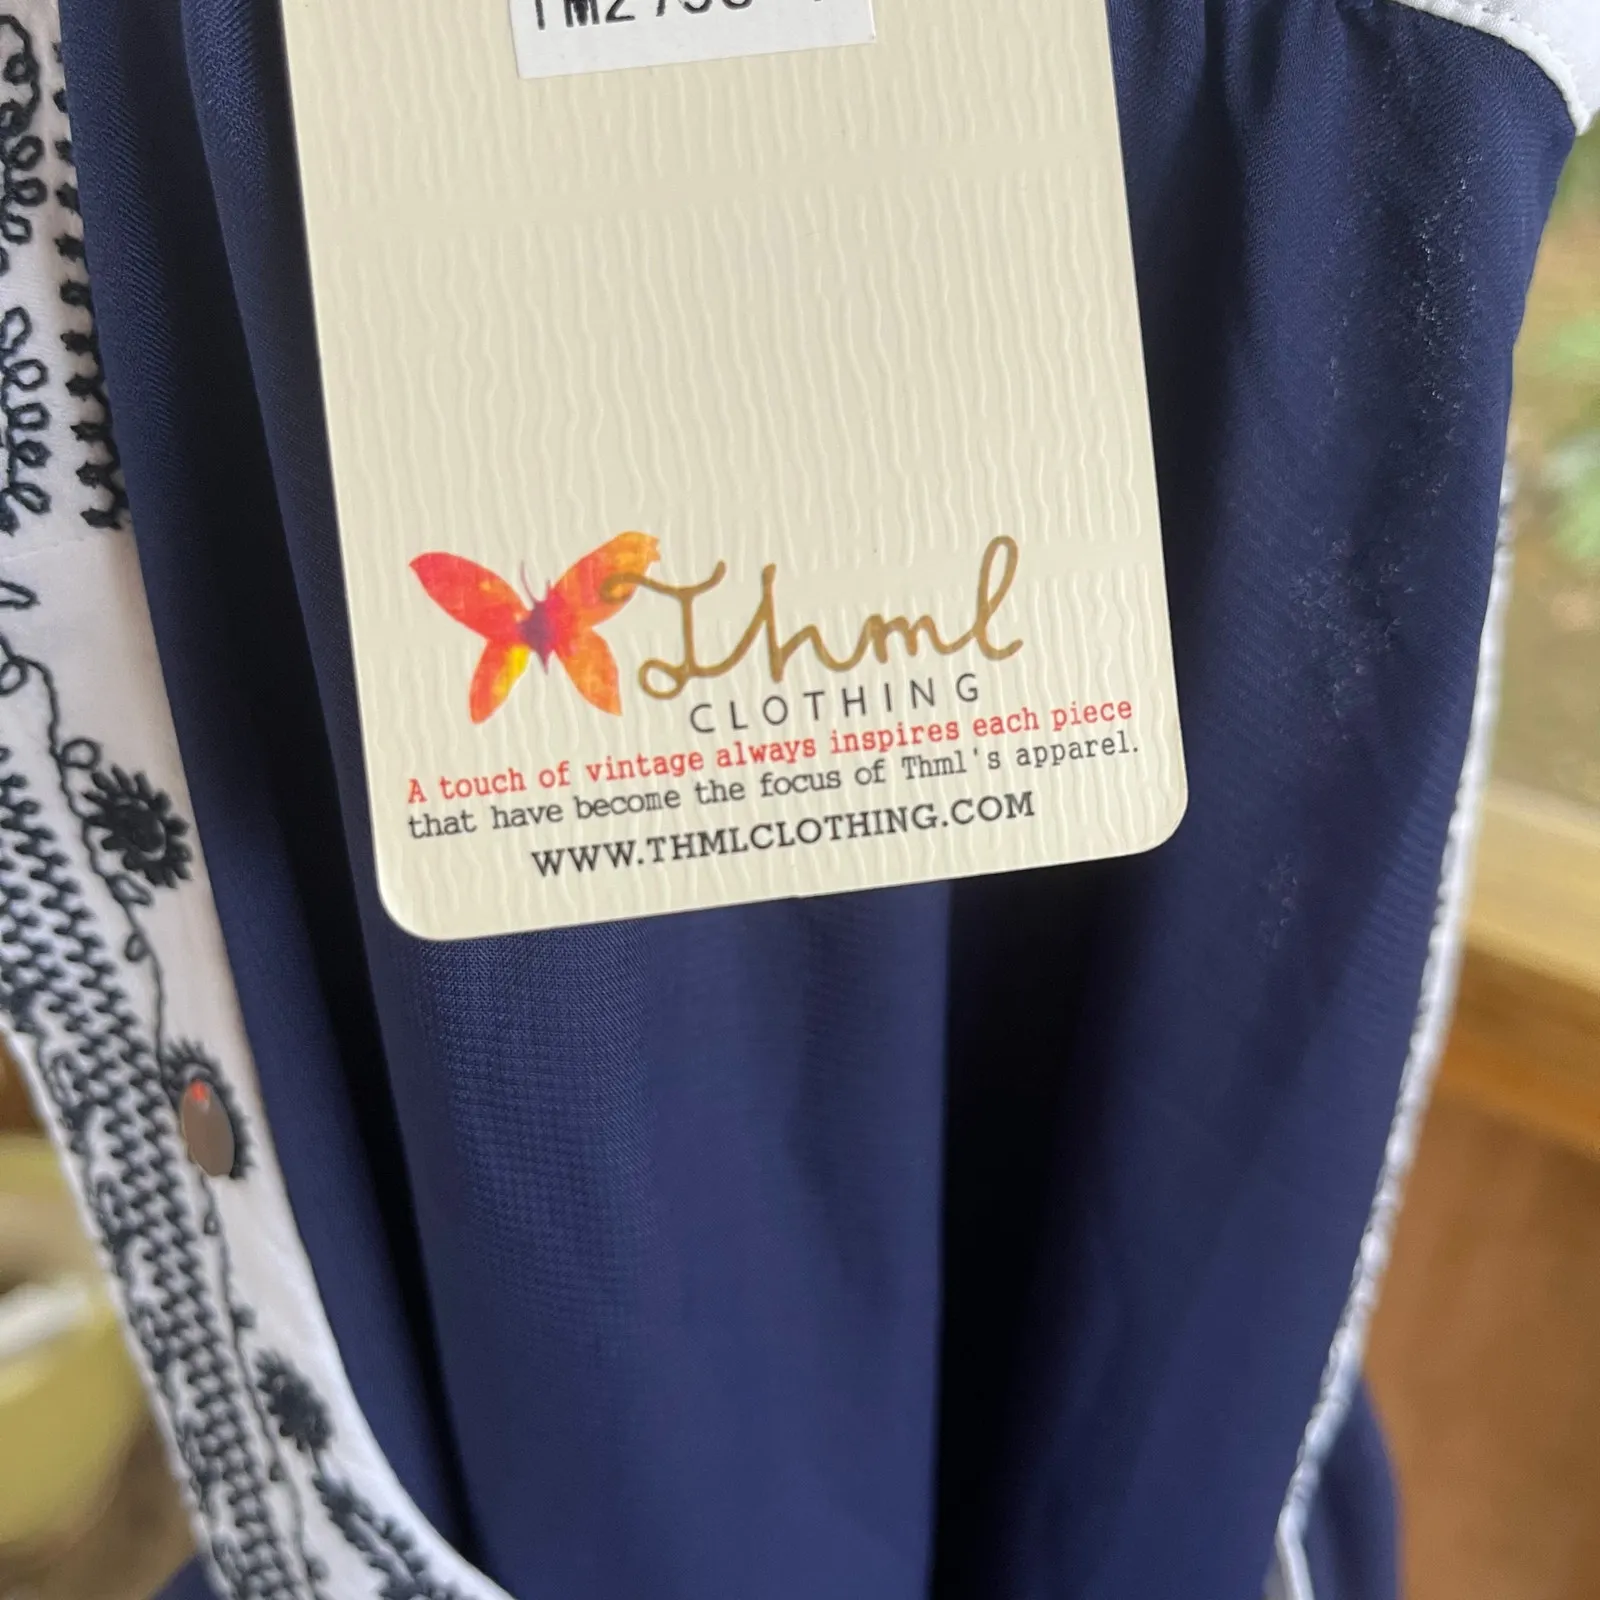 Thml
CLOTHING
A touch of vintage always inspires each piece
that have become the focus of Thml's apparel.
WWW.THMLCLOTHING.COM